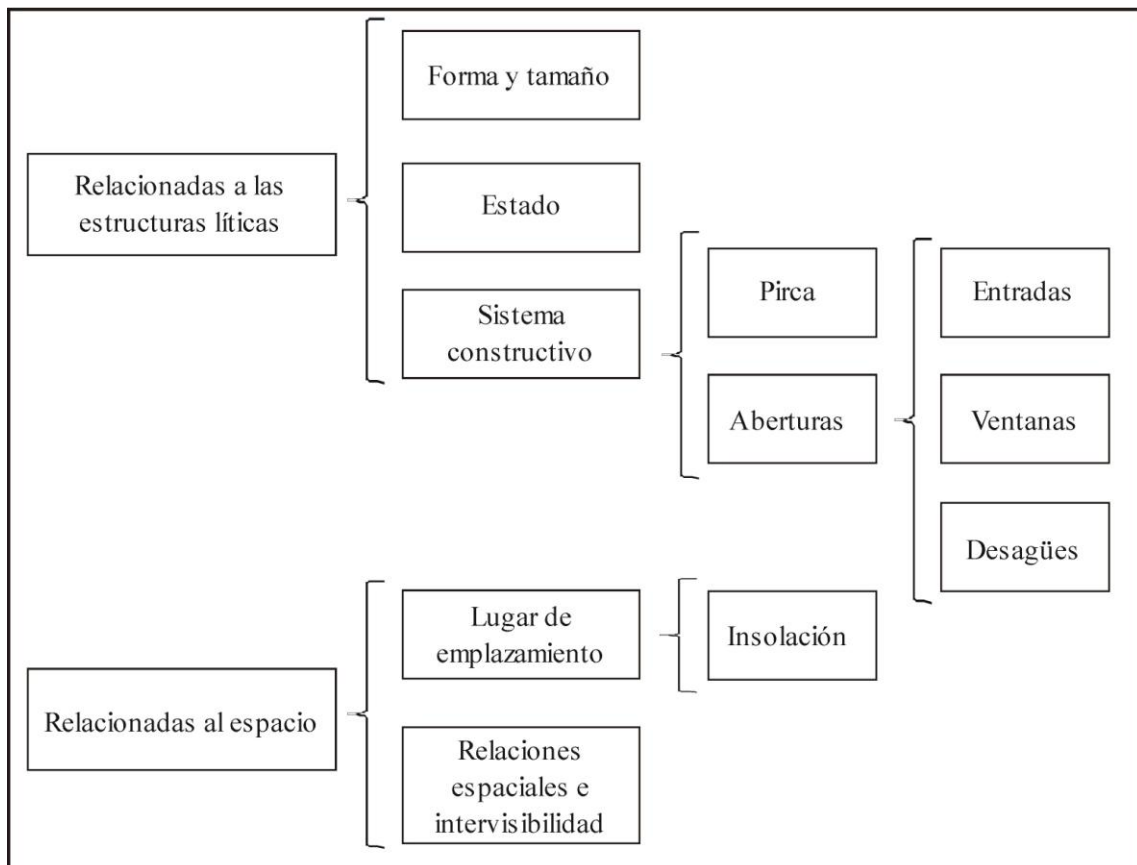 Relacionadas a las
estructuras líticas
Forma y tamaño
Estado
Sistema
constructivo
Pirca
Aberturas
Entradas
Ventanas
Desagües
Relacionadas al espacio
Lugar de
emplazamiento
Insolación
Relaciones
espaciales e
intervisibilidad